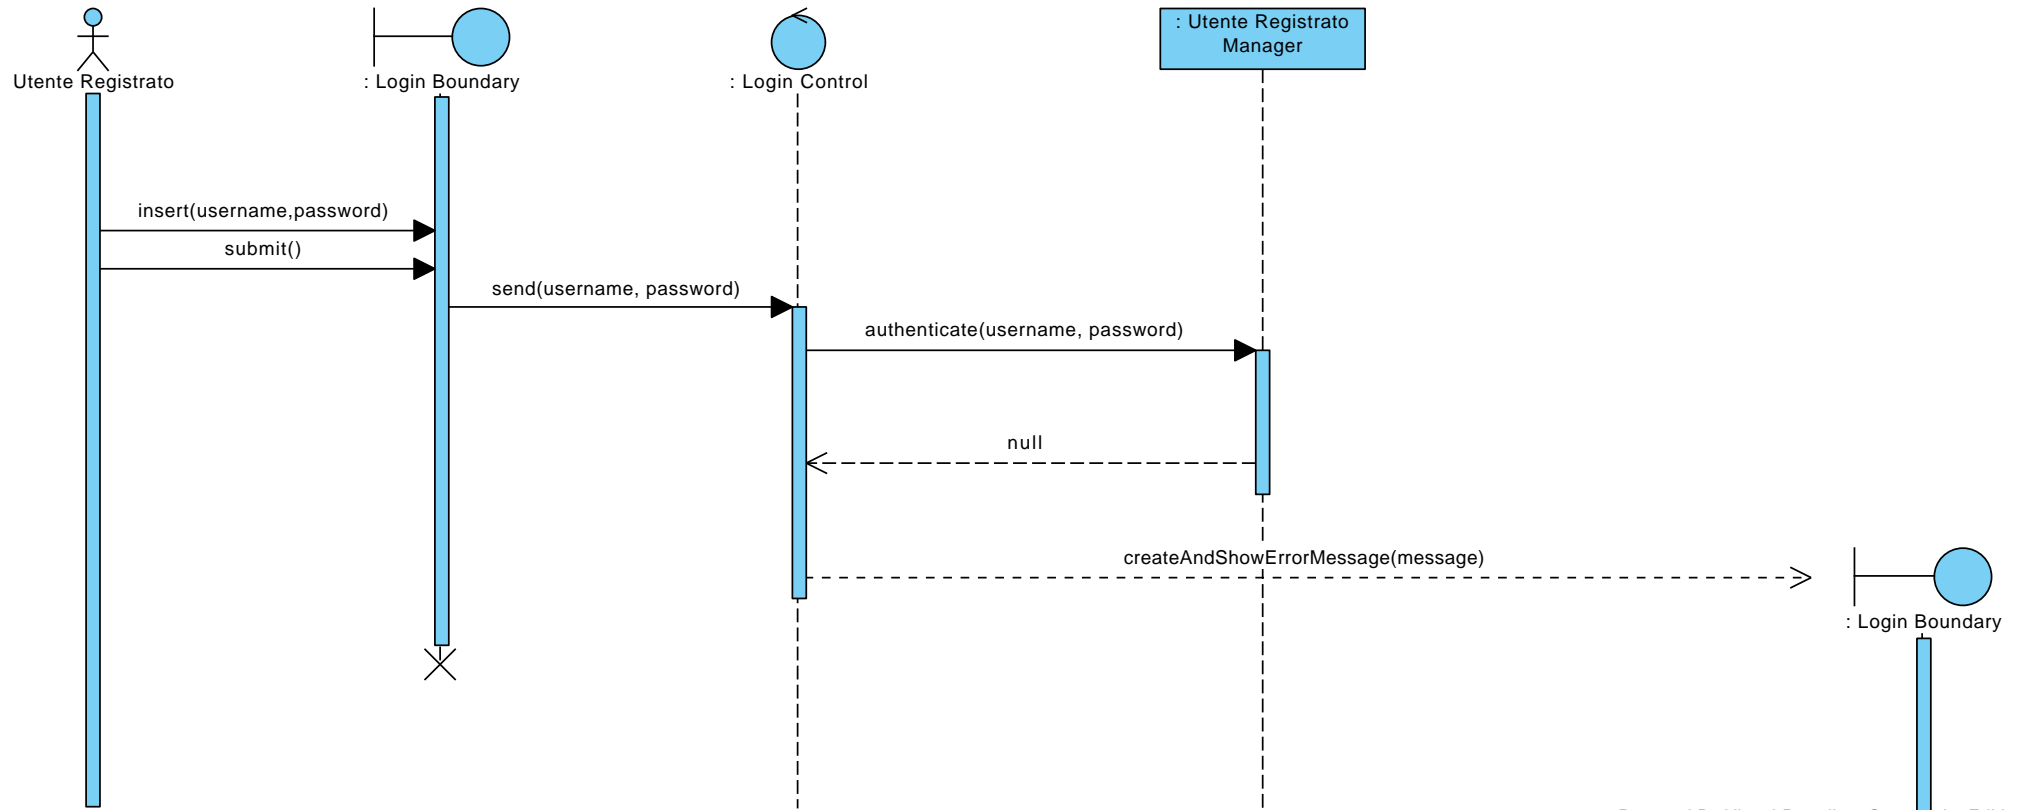 : Utente Registrato
Manager
Utente Registrato
: Login Boundary
: Login Control
insert(username,password)
submit()
send(username, password)
authenticate(username, password)
null
createAndShowErrorMessage(message)
: Login Boundary